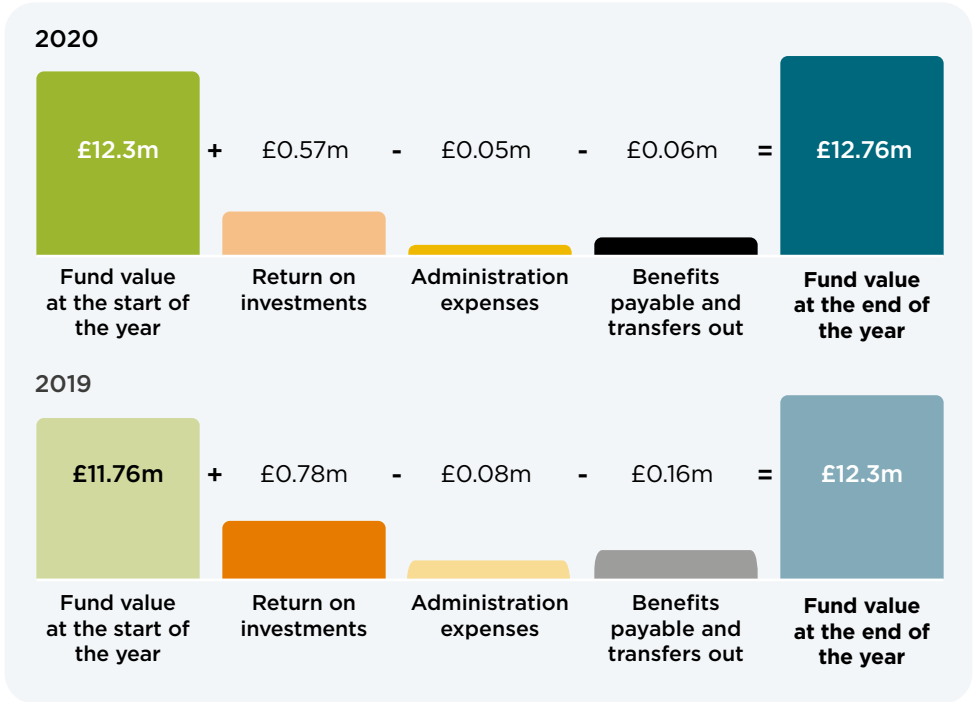 2020
£12.3m + £0.57m - £0.05m - £0.06m = £12.76m
Fund value
at the start of
the year
Return on
investments
Administration
expenses
Benefits
payable and
transfers out
Fund value
at the end of
the year
2019
£11.76m + £0.78m - £0.08m - £0.16m = £12.3m
Fund value
at the start of
the year
Return on
investments
Administration
expenses
Benefits
payable and
transfers out
Fund value
at the end of
the year